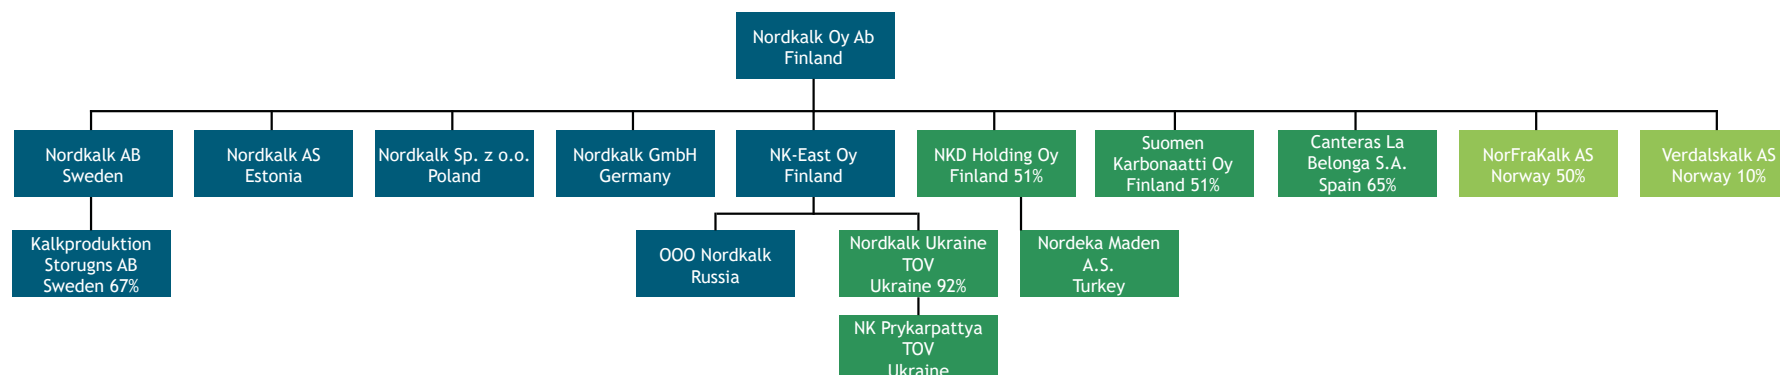 Nordkalk Oy Ab
Finland
Nordkalk AB
Sweden
Nordkalk AS
Estonia
Nordkalk Sp. z o.o.
Poland
Nordkalk GmbH
Germany
NK-East Oy
Finland
NKD Holding Oy
Finland 51%
Suomen
Karbonaatti Oy
Finland 51%
Canteras La
Belonga S.A.
Spain 65%
NorFraKalk AS
Norway 50%
Verdalskalk AS
Norway 10%
Kalkproduktion
Storugns AB
Sweden 67%
OOO Nordkalk
Russia
Nordkalk Ukraine
TOV
Ukraine 92%
Nordeka Maden
A.S.
Turkey
NK Prykarpattya
TOV
Ukraine